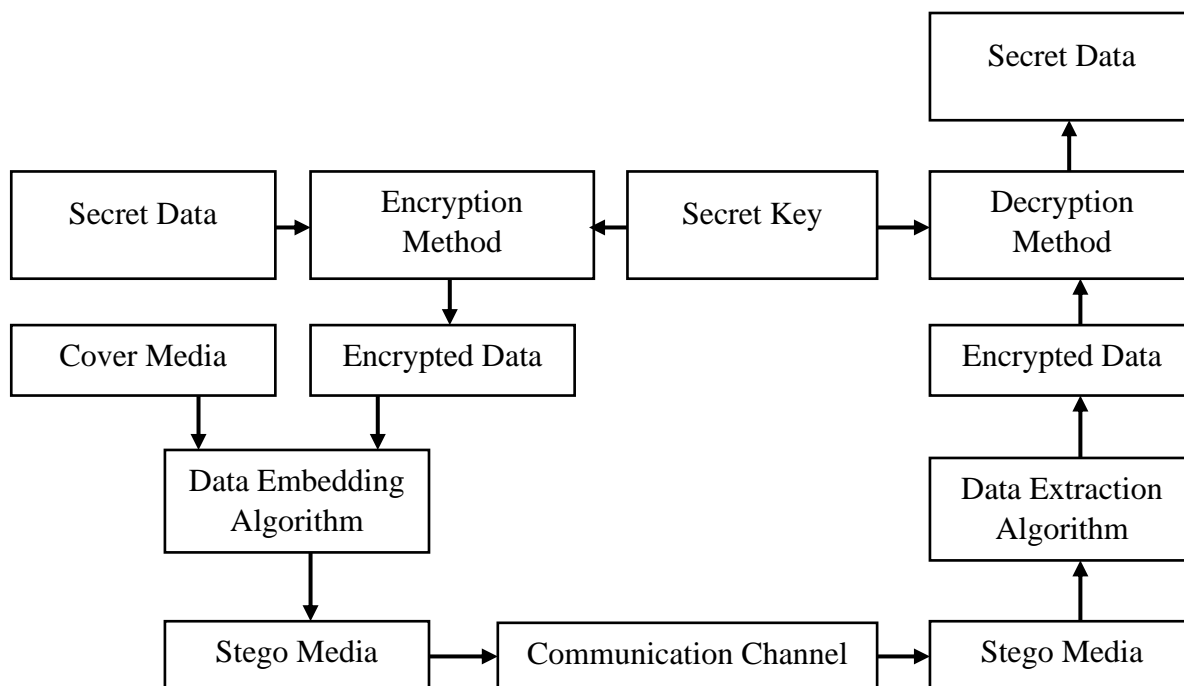 Secret Data
Secret Data
Encryption
Method
Secret Key
Decryption
Method
Cover Media
Encrypted Data
Encrypted Data
Data Embedding
Algorithm
Data Extraction
Algorithm
Stego Media
Communication Channel
Stego Media